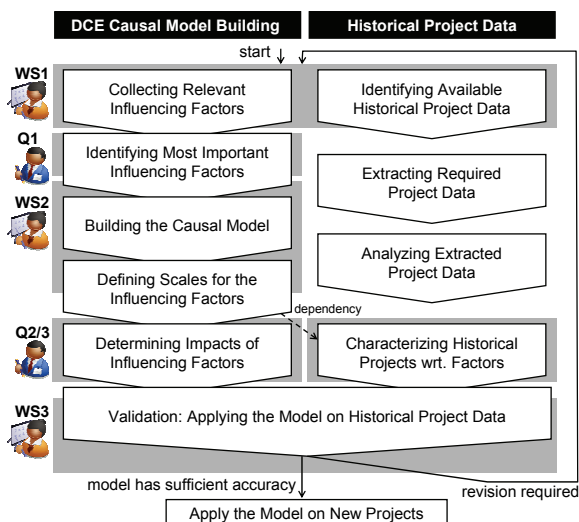 DCE Causal Model Building
Historical Project Data
start
WS1
Collecting Relevant
Influencing Factors
Identifying Available
Historical Project Data
Q1
Identifying Most Important
Influencing Factors
Extracting Required
Project Data
WS2
Building the Causal Model
Analyzing Extracted
Project Data
Defining Scales for the
Influencing Factors
dependency
Q2/3
Determining Impacts of
Influencing Factors
Characterizing Historical
Projects wrt. Factors
WS3
Validation: Applying the Model on Historical Project Data
model has sufficient accuracy
revision required
Apply the Model on New Projects